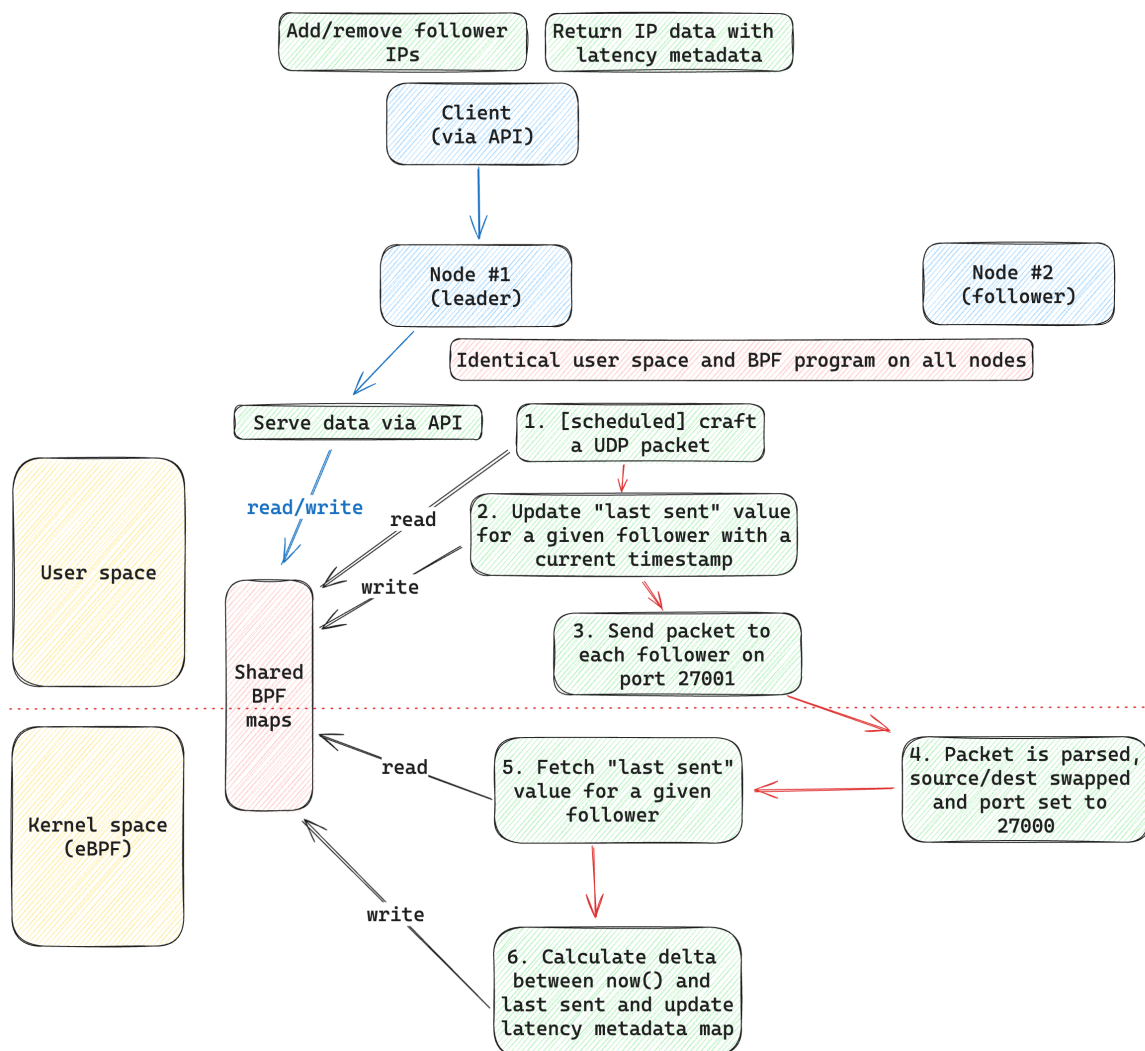 Add/remove follower
IPs
Return IP data with
latency metadata
Client
(via API)
Node #1
(leader)
Node #2
(follower)
Identical user space and BPF program on all nodes
Serve data via API
1. [scheduled] craft
a UDP packet
read/write
read
2. Update "last sent" value
for a given follower with a
current timestamp
write
User space
3. Send packet to
each follower on
port 27001
Shared
BPF
maps
4. Packet is parsed,
source/dest swapped
and port set to
27000
5. Fetch "last sent"
value for a given
follower
read
Kernel space
(eBPF)
write
6. Calculate delta
between now() and
last sent and update
latency metadata map